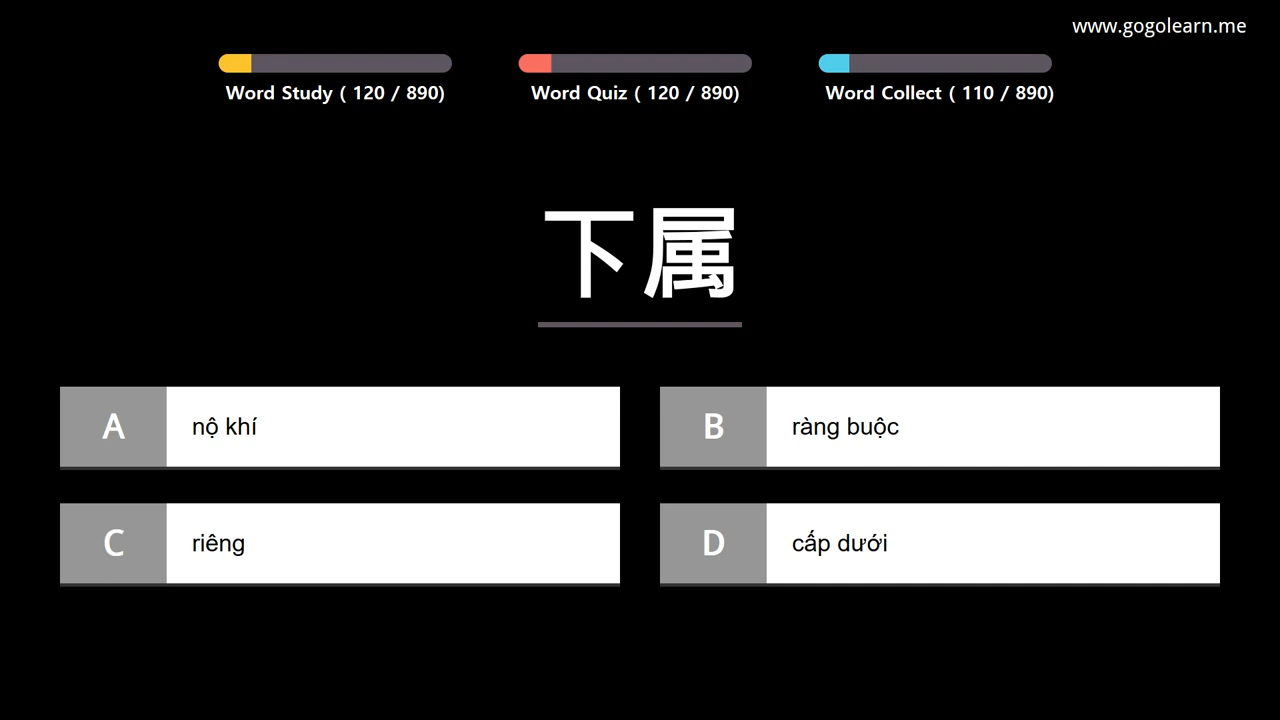 www.gogolearn.me
Word Study ( 120 / 890)
Word Quiz ( 120 / 890)
Word Collect ( 110 / 890)
下属
A nộ khí
B ràng buộc
C riêng
D cấp dưới